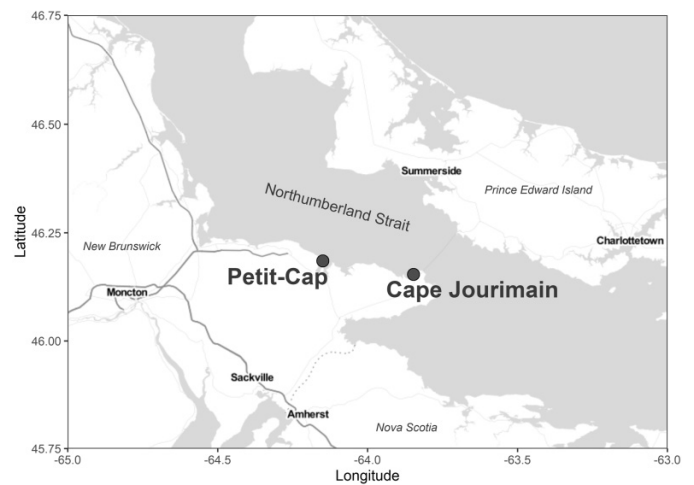 46.75
46.50
46.25
46.00
45.75
Latitude
Summerside
Prince Edward Island
Northumberland Strait
New Brunswick
Charlottetown
Petit-Cap
Cape Jourimain
Moncton
Sackville
Amherst
Nova Scotia
-65.0
-64.5
-64.0
-63.5
-63.0
Longitude